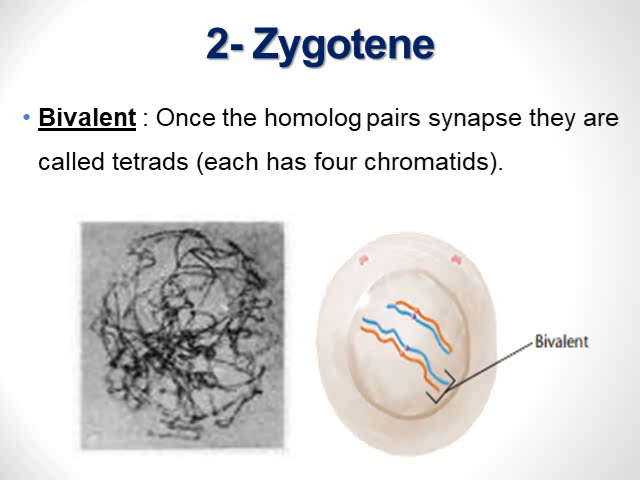 2- Zygotene
• Bivalent : Once the homolog pairs synapse they are
called tetrads (each has four chromatids).
Bivalent